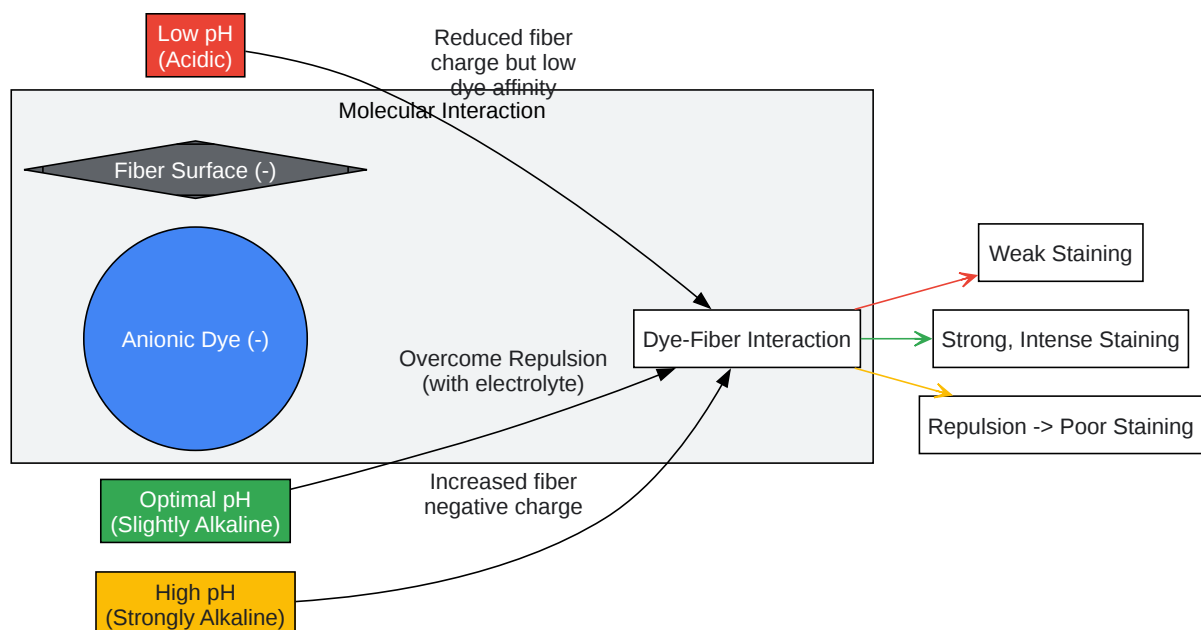 Low pH
(Acidic)
Reduced fiber
charge but low
dye affinity
Molecular Interaction
Fiber Surface (-)
Anionic Dye (-)
Overcome Repulsion
(with electrolyte)
Dye-Fiber Interaction
Weak Staining
Strong, Intense Staining
Repulsion -> Poor Staining
Increased fiber
negative charge
Optimal pH
(Slightly Alkaline)
High pH
(Strongly Alkaline)